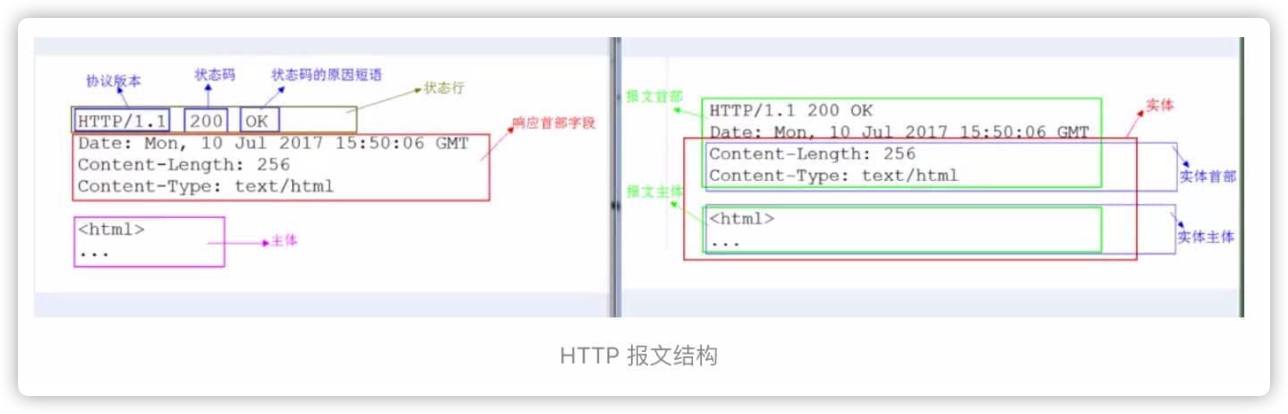 协议版本 状态码 状态码的原因短语 状态行
HTTP/1.1 200 OK
响应首部字段
Date: Mon, 10 Jul 2017 15:50:06 GMT
Content-Length: 256
Content-Type: text/html
<html>
...
主体
报文首部
实体
HTTP/1.1 200 OK
Date: Mon, 10 Jul 2017 15:50:06 GMT
Content-Length: 256
Content-Type: text/html
实体首部
报文主体
<html>
...
实体主体
HTTP 报文结构